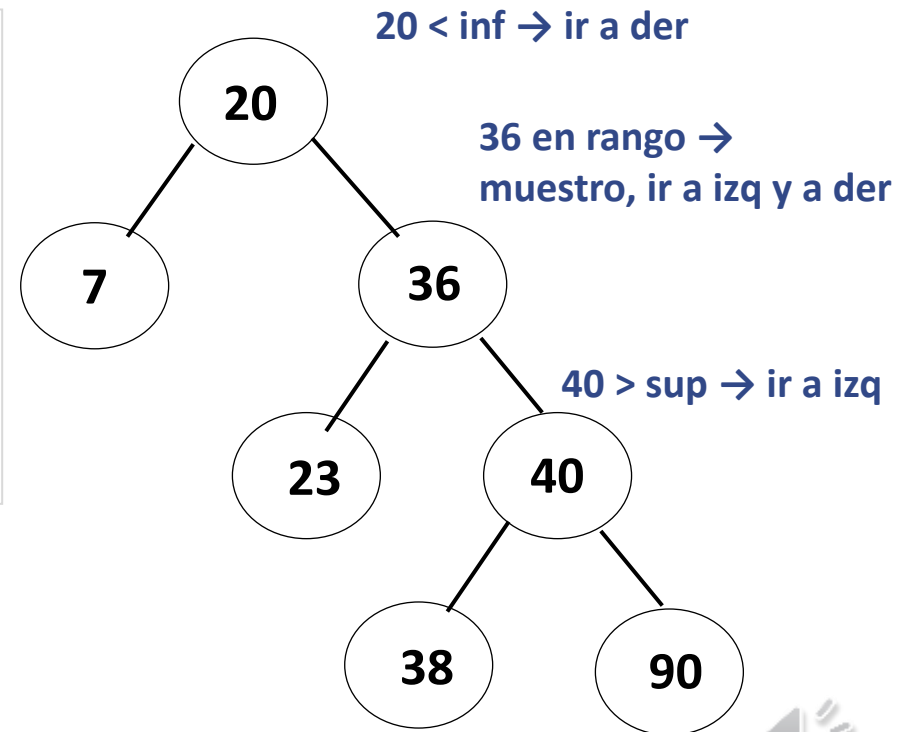 20 < inf → ir a der
20
36 en rango →
muestro, ir a izq y a der
7
36
40 > sup → ir a izq
23
40
38
90